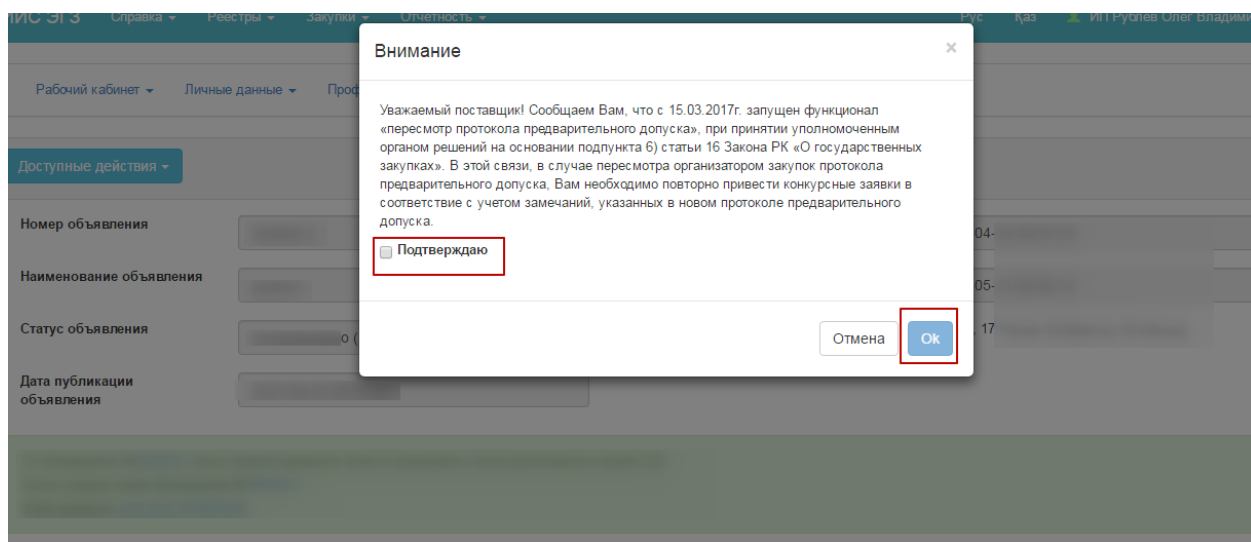 ИИС ЭГЗ Справка Реестры Закупки Отчетность Рус Қаз ИП Рублев Олег Владими
Внимание ×
Рабочий кабинет Личные данные Проф
Уважаемый поставщик! Сообщаем Вам, что с 15.03.2017г. запущен функционал
«пересмотр протокола предварительного допуска», при принятии уполномоченным
органом решений на основании подпункта 6) статьи 16 Закона РК «О государственных
закупках». В этой связи, в случае пересмотра организатором закупок протокола
предварительного допуска, Вам необходимо повторно привести конкурсные заявки в
соответствие с учетом замечаний, указанных в новом протоколе предварительного
допуска.
Доступные действия
Подтверждаю
Номер объявления 04-
Наименование объявления 05-
Статус объявления о ( 17
Отмена Ok
Дата публикации
объявления